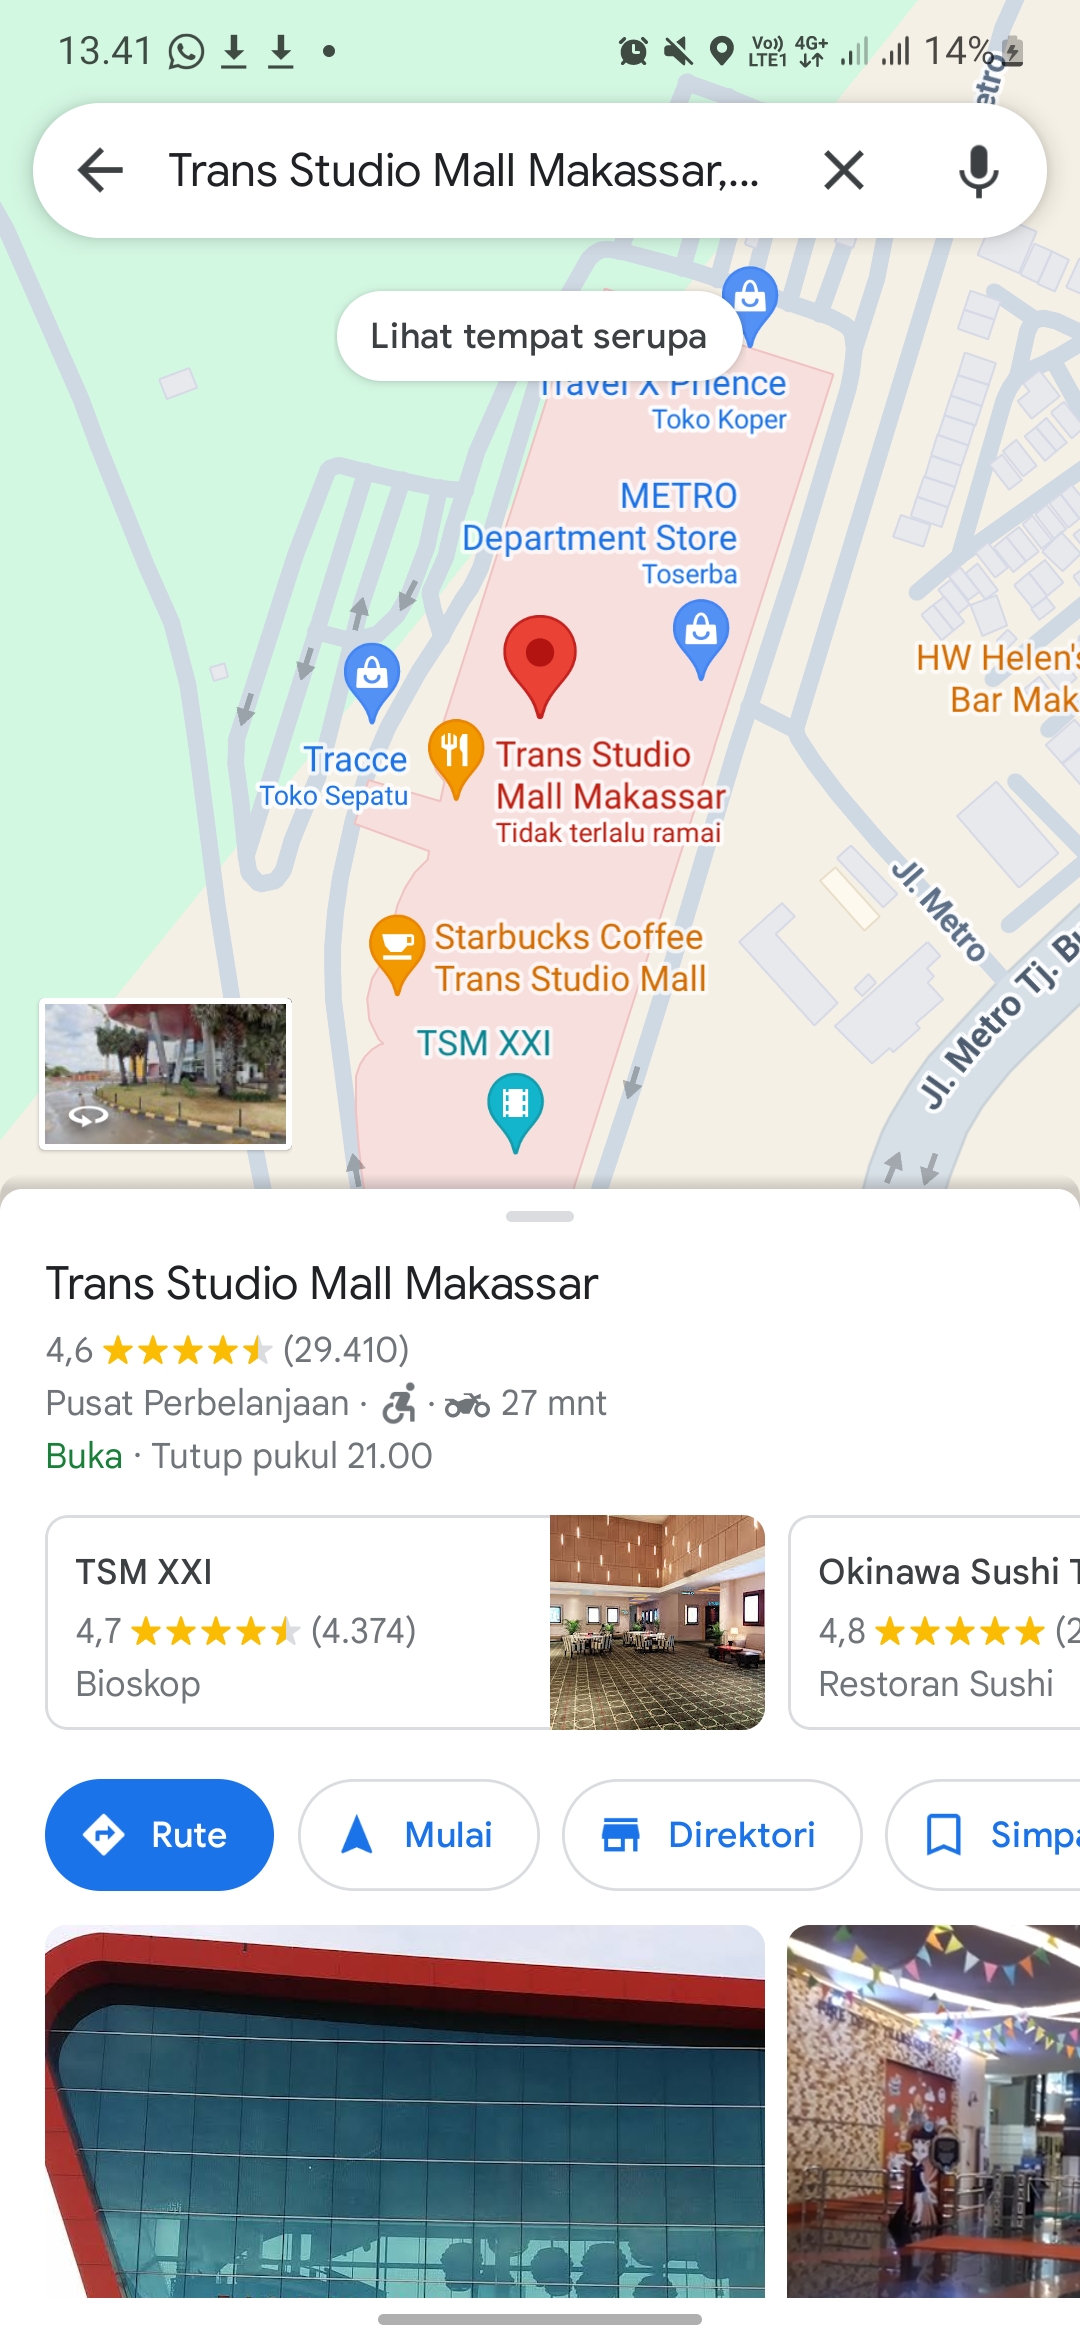 13.41
Vo)) LTE1 4G+ 14%
etro
Trans Studio Mall Makassar,...
Lihat tempat serupa
Travel X Prience
Toko Koper
METRO
Department Store
Toserba
HW Helen's
Bar Mak
Tracce
Toko Sepatu
Trans Studio
Mall Makassar
Tidak terlalu ramai
Jl. Metro
Starbucks Coffee
Trans Studio Mall
Jl. Metro Tj. Bu
TSM XXI
Trans Studio Mall Makassar
4,6 (29.410)
Pusat Perbelanjaan · · 27 mnt
Buka · Tutup pukul 21.00
TSM XXI
4,7 (4.374)
Bioskop
Okinawa Sushi T
4,8 (2
Restoran Sushi
Rute
Mulai
Direktori
Simpa